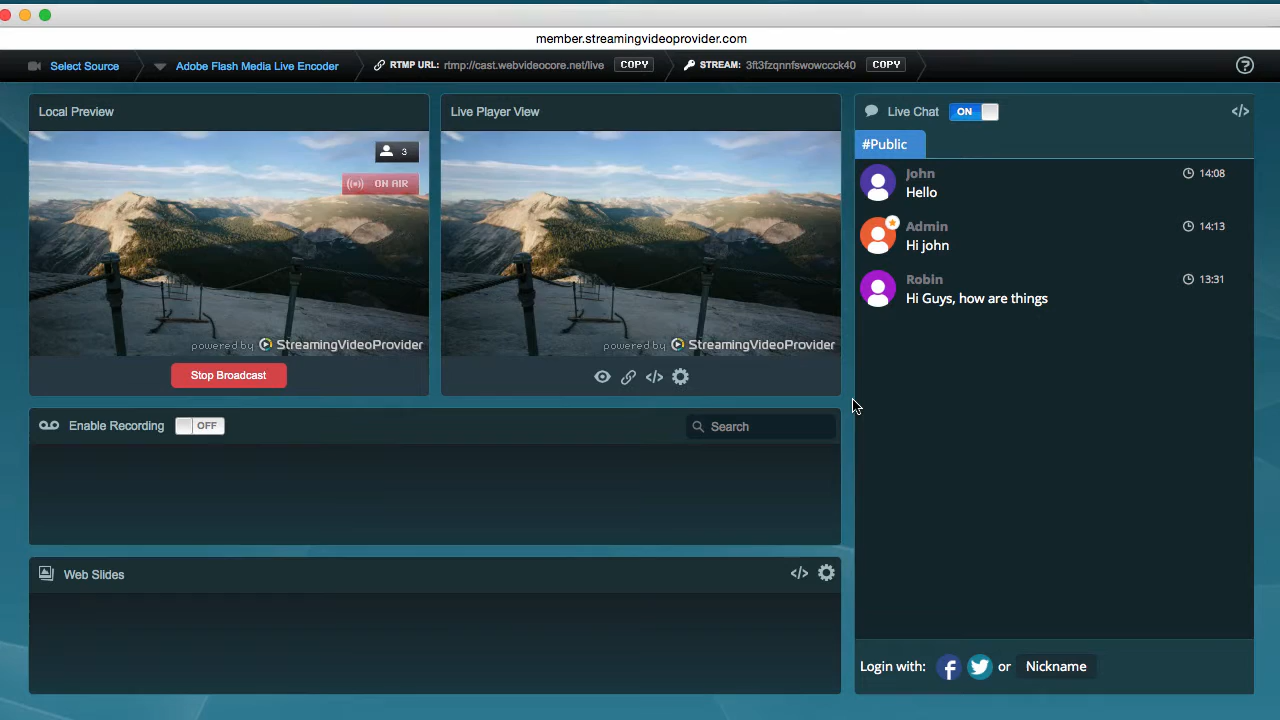 member.streamingvideoprovider.com
Select Source
Adobe Flash Media Live Encoder
RTMP URL: rtmp://cast.webvideocore.net/live COPY
STREAM: 3ft3fzqnnfswowccck40 COPY
?
Local Preview
3
ON AIR
powered by StreamingVideoProvider
Stop Broadcast
Live Player View
powered by StreamingVideoProvider
</>
Enable Recording OFF
Search
Web Slides
</>
Live Chat ON
</>
#Public
John 14:08
Hello
Admin 14:13
Hi john
Robin 13:31
Hi Guys, how are things
Login with: f or Nickname